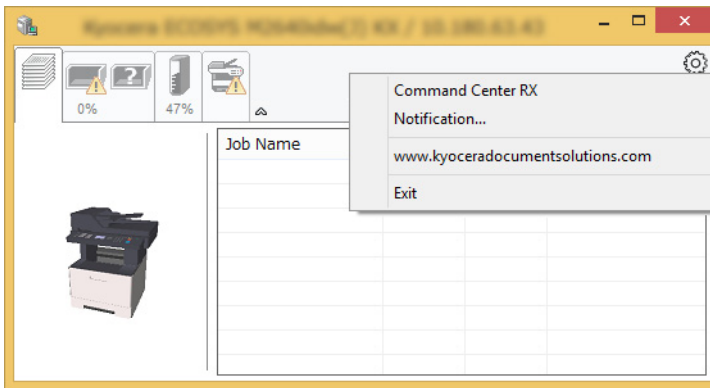 0%
47%
Job Name
Command Center RX
Notification...
www.kyoceradocumentsolutions.com
Exit